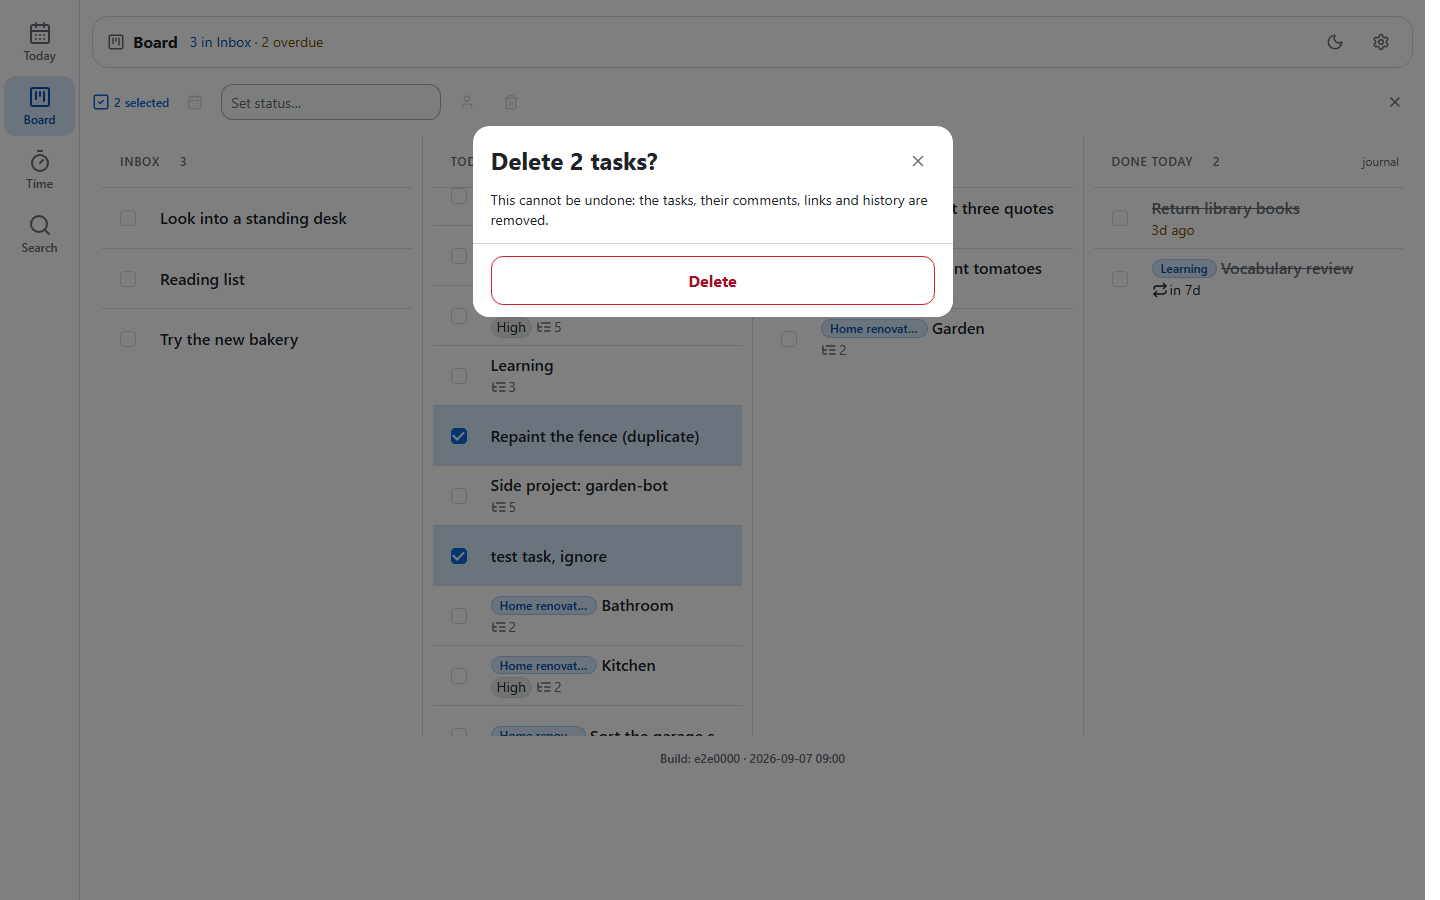 Today
Board
Time
Search
Board 3 in Inbox · 2 overdue
2 selected
Set status...
Delete 2 tasks?
This cannot be undone: the tasks, their comments, links and history are
removed.
Delete
INBOX 3
Look into a standing desk
Reading list
Try the new bakery
TOD
High 5
Learning
3
Repaint the fence (duplicate)
Side project: garden-bot
5
test task, ignore
Home renovat... Bathroom
2
Home renovat... Kitchen
High 2
t three quotes
nt tomatoes
Home renovat... Garden
2
DONE TODAY 2 journal
Return library books
3d ago
Learning Vocabulary review
in 7d
Build: e2e0000 · 2026-09-07 09:00